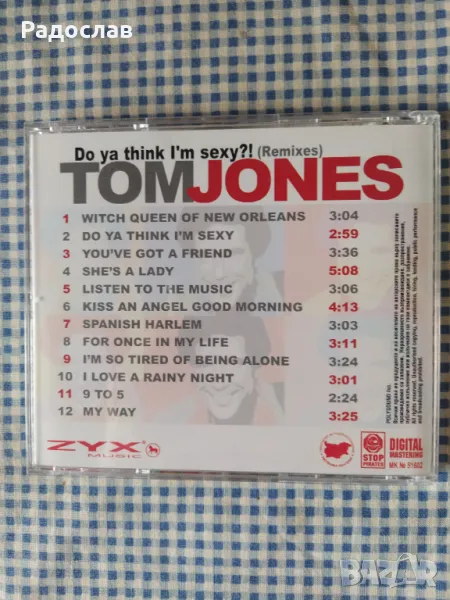 Радослав
Do ya think I'm sexy?! (Remixes)
TOMJONES
1 WITCH QUEEN OF NEW ORLEANS 3:04
2 DO YA THINK I'M SEXY 2:59
3 YOU'VE GOT A FRIEND 3:36
4 SHE'S A LADY 5:08
5 LISTEN TO THE MUSIC 3:06
6 KISS AN ANGEL GOOD MORNING 4:13
7 SPANISH HARLEM 3:03
8 FOR ONCE IN MY LIFE 3:11
9 I'M SO TIRED OF BEING ALONE 3:24
10 I LOVE A RAINY NIGHT 3:01
11 9 TO 5 2:24
12 MY WAY 3:25
ZYX
MUSIC
STOP
PIRATES
DIGITAL
MASTERING
BAZAR